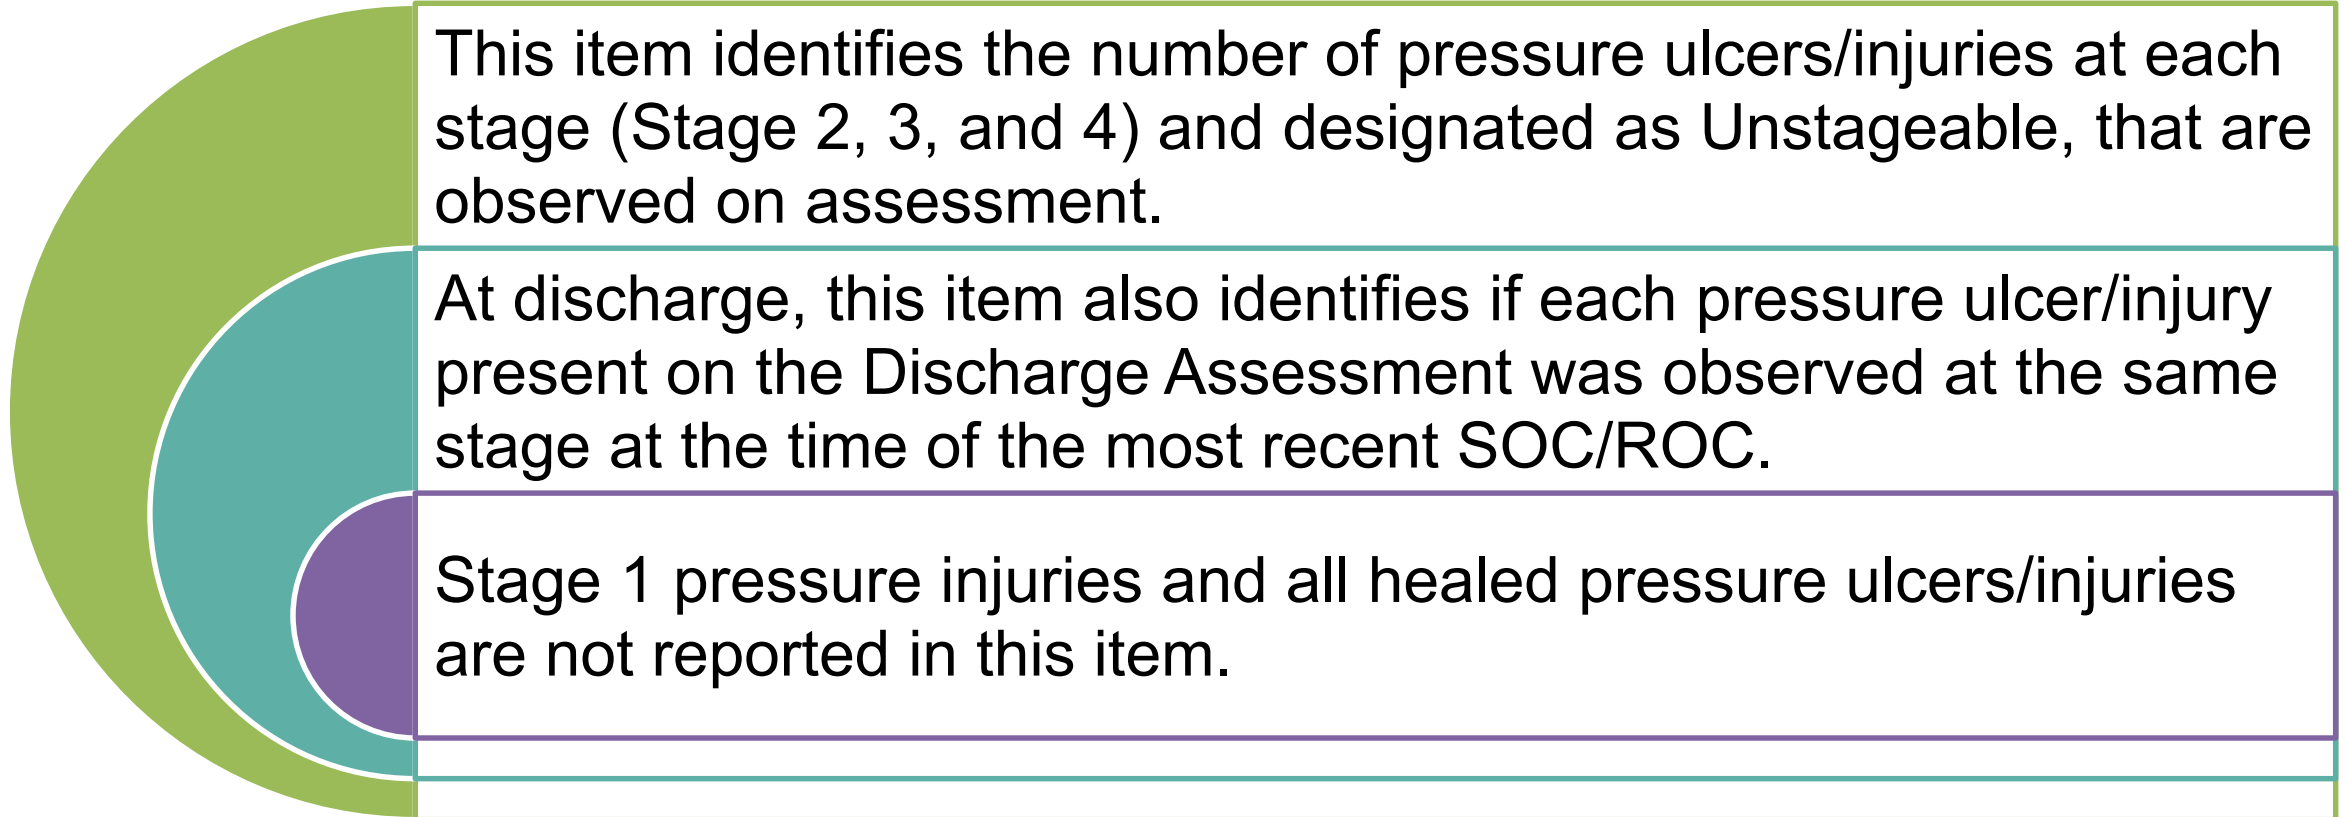 This item identifies the number of pressure ulcers/injuries at each
stage (Stage 2, 3, and 4) and designated as Unstageable, that are
observed on assessment.
At discharge, this item also identifies if each pressure ulcer/injury
present on the Discharge Assessment was observed at the same
stage at the time of the most recent SOC/ROC.
Stage 1 pressure injuries and all healed pressure ulcers/injuries
are not reported in this item.